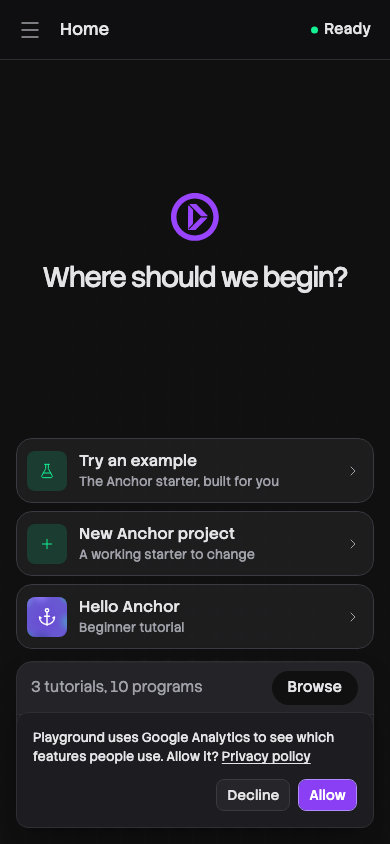 Home
Ready
Where should we begin?
Try an example
The Anchor starter, built for you
New Anchor project
A working starter to change
Hello Anchor
Beginner tutorial
3 tutorials, 10 programs
Browse
Playground uses Google Analytics to see which
features people use. Allow it? Privacy policy
Decline
Allow